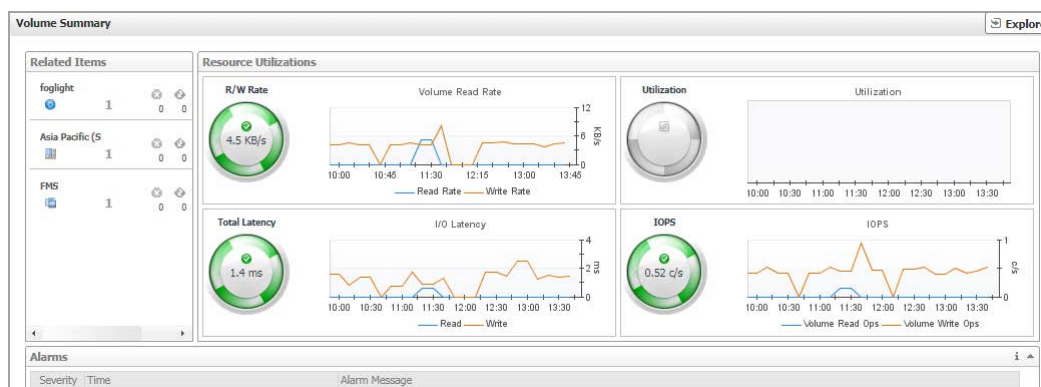 Volume Summary
Explor
Related Items
foglight
1
0 0
Asia Pacific (S
1
0 0
FMS
1
0 0
Resource Utilizations
R/W Rate
4.5 KB/s
Volume Read Rate
12
6
0
KB/s
10:00 10:45 11:30 12:15 13:00 13:45
Read Rate Write Rate
Utilization
Utilization
10:00 10:30 11:00 11:30 12:00 12:30 13:00 13:30
Total Latency
1.4 ms
I/O Latency
4
2
0
ms
10:00 10:30 11:00 11:30 12:00 12:30 13:00 13:30
Read Write
IOPS
0.52 c/s
IOPS
1
0
c/s
10:00 10:30 11:00 11:30 12:00 12:30 13:00 13:30
Volume Read Ops Volume Write Ops
Alarms
i
Severity Time Alarm Message